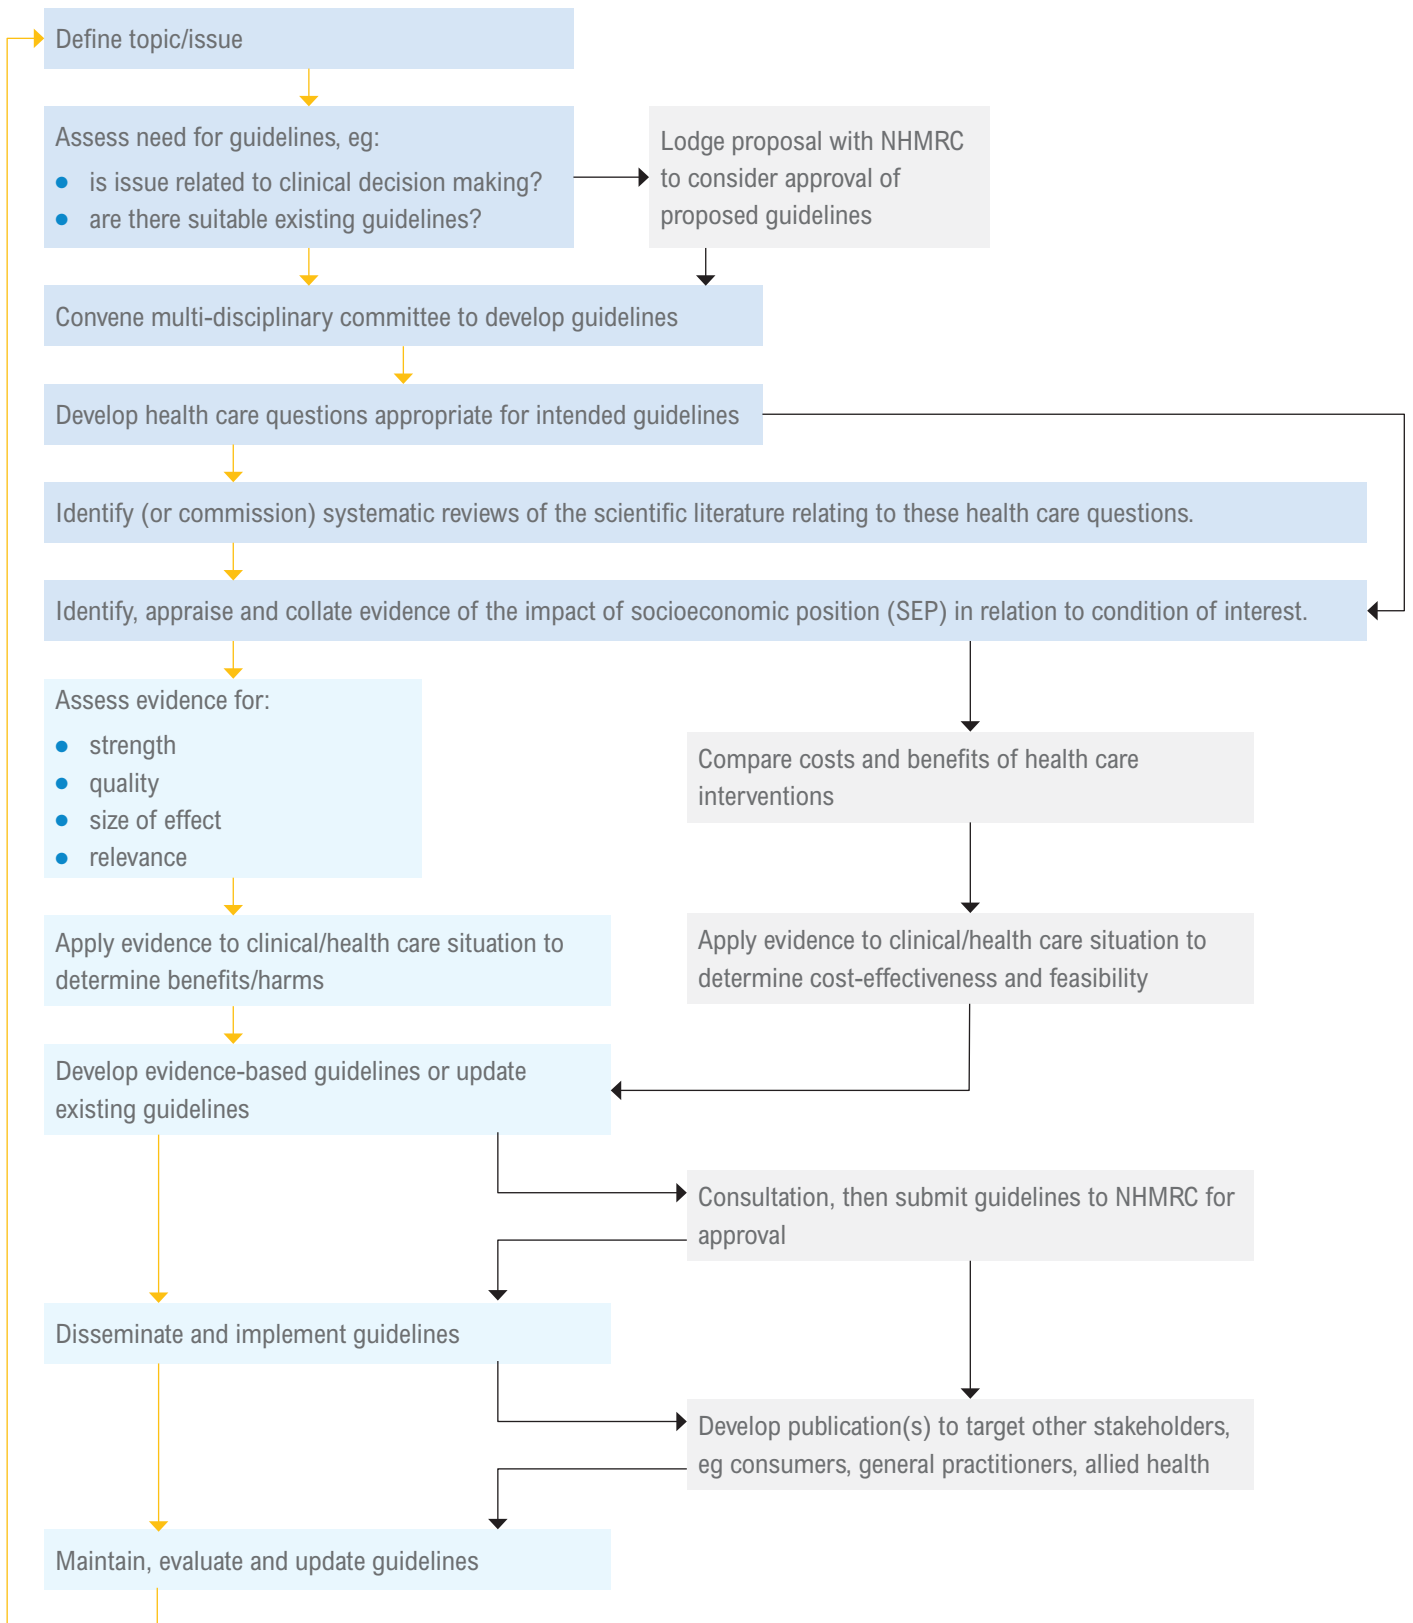 Define topic/issue
Assess need for guidelines, eg:
● is issue related to clinical decision making?
● are there suitable existing guidelines?
Lodge proposal with NHMRC
to consider approval of
proposed guidelines
Convene multi-disciplinary committee to develop guidelines
Develop health care questions appropriate for intended guidelines
Identify (or commission) systematic reviews of the scientific literature relating to these health care questions.
Identify, appraise and collate evidence of the impact of socioeconomic position (SEP) in relation to condition of interest.
Assess evidence for:
● strength
● quality
● size of effect
● relevance
Compare costs and benefits of health care
interventions
Apply evidence to clinical/health care situation to
determine benefits/harms
Apply evidence to clinical/health care situation to
determine cost-effectiveness and feasibility
Develop evidence-based guidelines or update
existing guidelines
Consultation, then submit guidelines to NHMRC for
approval
Disseminate and implement guidelines
Develop publication(s) to target other stakeholders,
eg consumers, general practitioners, allied health
Maintain, evaluate and update guidelines